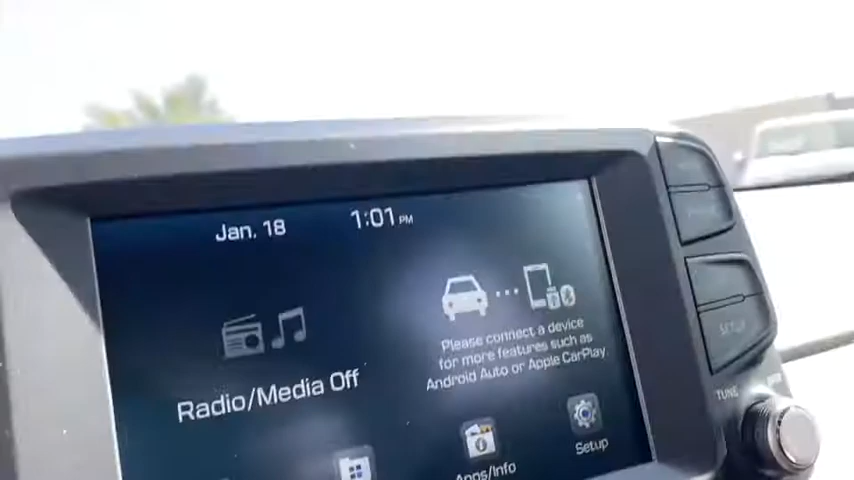 Jan. 18
1:01 PM
Please connect a device
for more features such as
Android Auto or Apple CarPlay
Radio/Media Off
Apps/Info
Setup
SETUP
TUNE